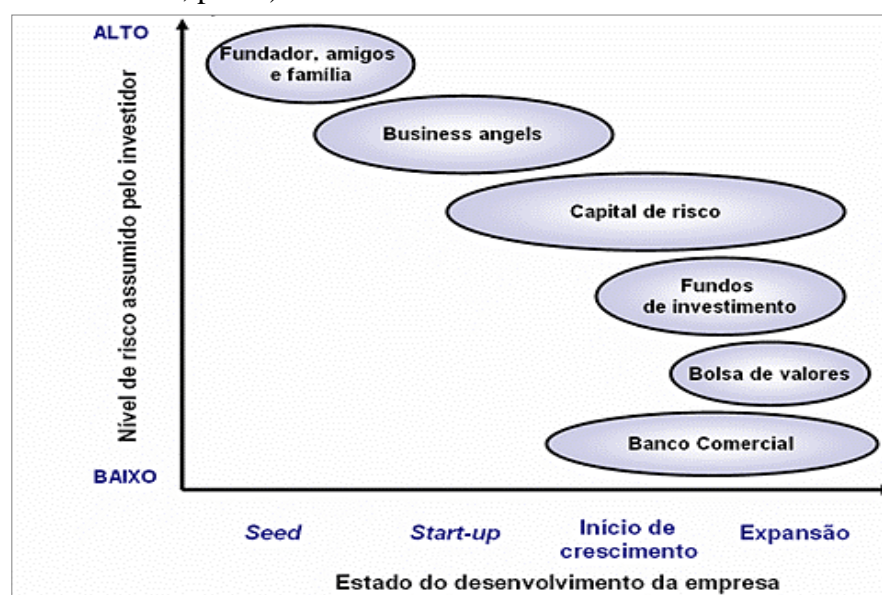 ALTO
Fundador, amigos
e família
Business angels
Capital de risco
Fundos
de investimento
Bolsa de valores
Banco Comercial
BAIXO
Nível de risco assumido pelo investidor
Seed
Start-up
Início de
crescimento
Expansão
Estado do desenvolvimento da empresa